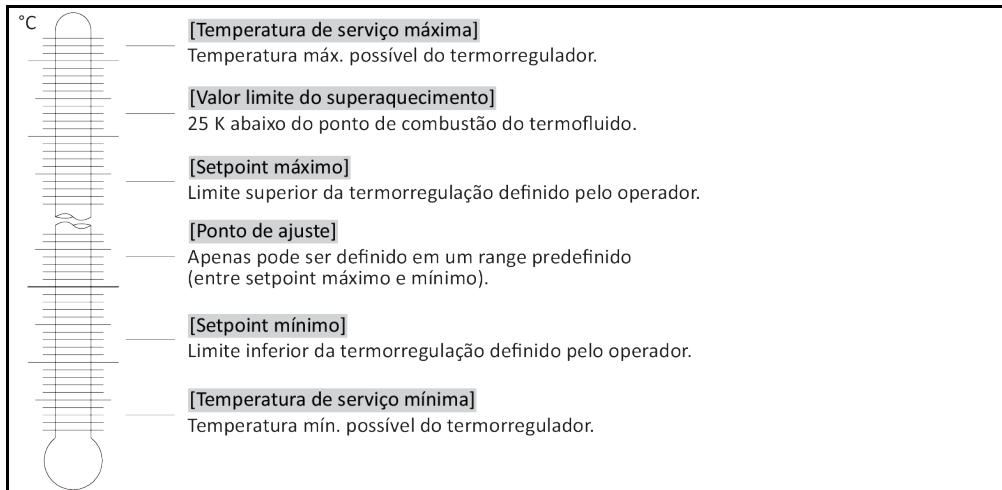 °C
[Temperatura de serviço máxima]
Temperatura máx. possível do termorregulador.
[Valor limite do superaquecimento]
25 K abaixo do ponto de combustão do termofluido.
[Setpoint máximo]
Limite superior da termorregulação definido pelo operador.
[Ponto de ajuste]
Apenas pode ser definido em um range predefinido
(entre setpoint máximo e mínimo).
[Setpoint mínimo]
Limite inferior da termorregulação definido pelo operador.
[Temperatura de serviço mínima]
Temperatura mín. possível do termorregulador.